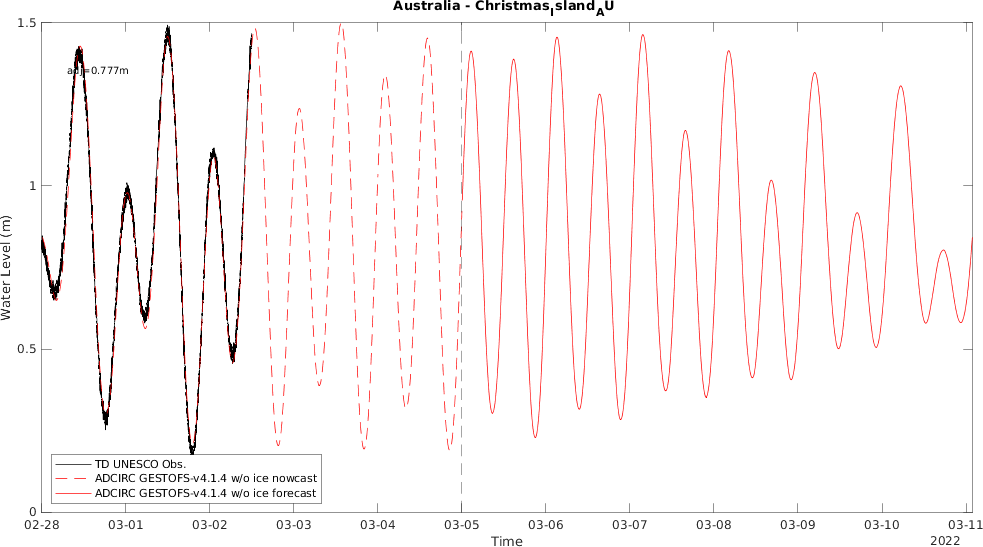 Australia - ChristmasIslandAU
1.5
adj=0.777m
1
Water Level (m)
0.5
TD UNESCO Obs.
ADCIRC GESTOFS-v4.1.4 w/o ice nowcast
ADCIRC GESTOFS-v4.1.4 w/o ice forecast
0
02-28 03-01 03-02 03-03 03-04 03-05 03-06 03-07 03-08 03-09 03-10 03-11
Time
2022